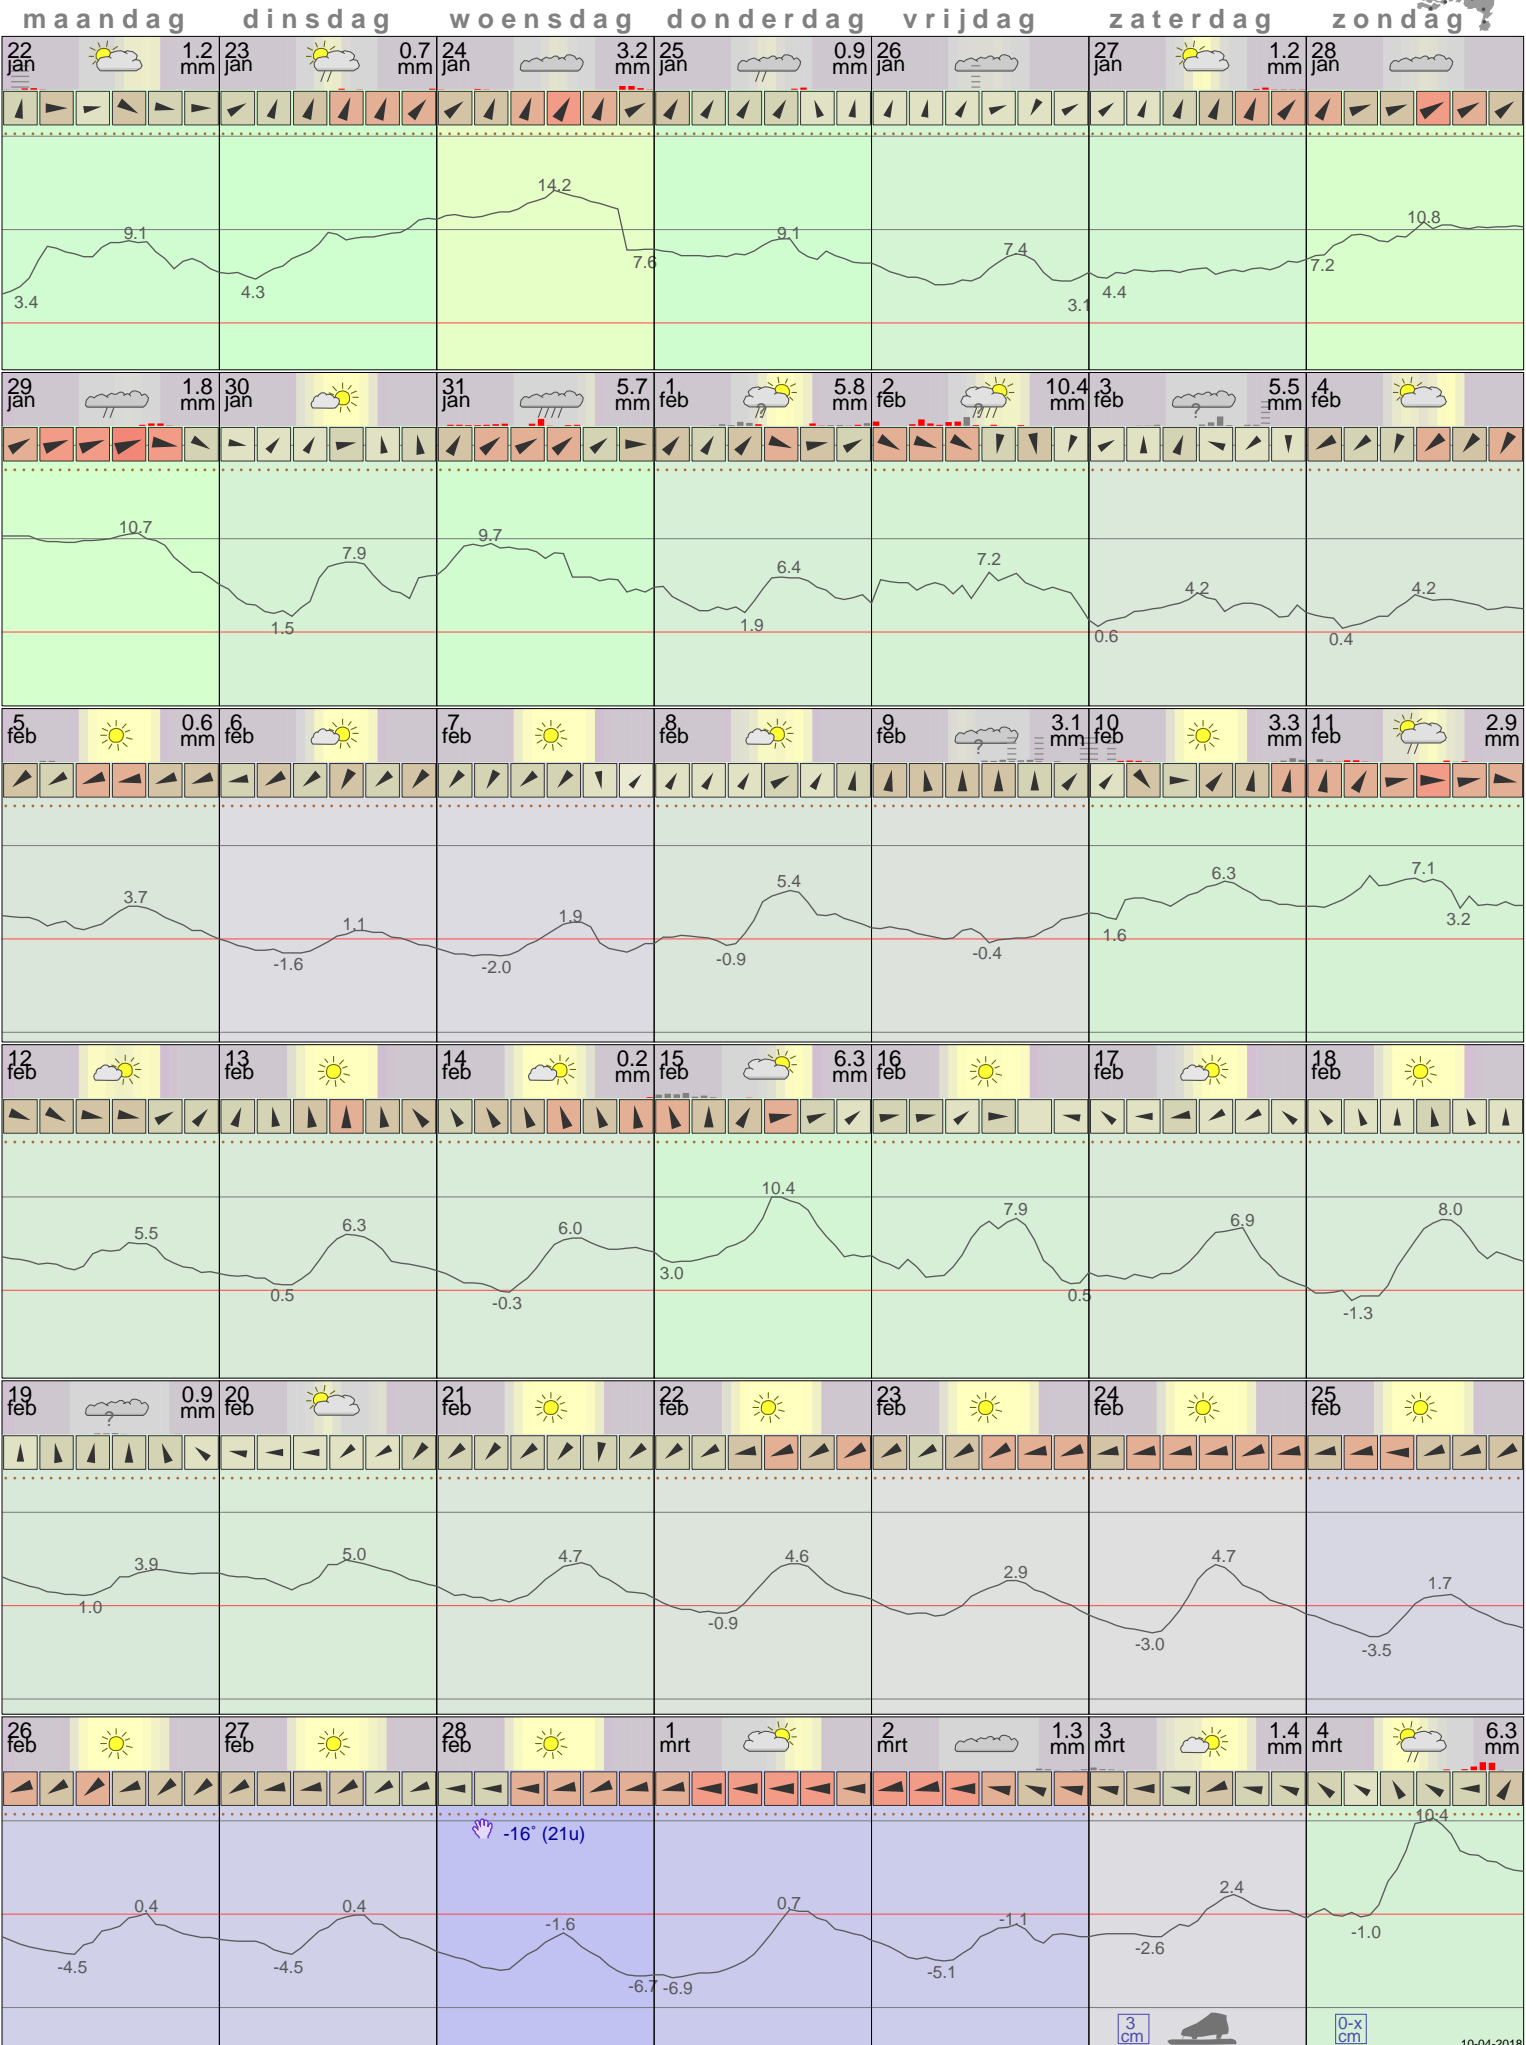 maandag dinsdag woensdag donderdag vrijdag zaterdag zondag
22 jan 1.2 mm 23 jan 0.7 mm 24 jan 3.2 mm 25 jan 0.9 mm 26 jan 27 jan 1.2 mm 28 jan
14.2
9.1 9.1 10.8
7.6 7.4 7.2
3.4 4.3 3.1 4.4
29 jan 1.8 mm 30 jan 31 jan 5.7 mm 1 feb ? 5.8 mm 2 feb ? 10.4 mm 3 feb ? 5.5 mm 4 feb
10.7 9.7
7.9 6.4 7.2
4.2 4.2
1.5 1.9 0.6 0.4
5 feb 0.6 mm 6 feb 7 feb 8 feb 9 feb ? 3.1 mm 10 feb 3.3 mm 11 feb 2.9 mm
3.7 5.4 6.3 7.1
1.1 1.9 1.6 3.2
-1.6 -2.0 -0.9 -0.4
12 feb 13 feb 14 feb 0.2 mm 15 feb 6.3 mm 16 feb 17 feb 18 feb
10.4
5.5 6.3 6.0 7.9 6.9 8.0
3.0
0.5 -0.3 0.5 -1.3
19 feb ? 0.9 mm 20 feb 21 feb 22 feb 23 feb 24 feb 25 feb
3.9 5.0 4.7 4.6 2.9 4.7 1.7
1.0 -0.9 -3.0 -3.5
26 feb 27 feb 28 feb 1 mrt 2 mrt 1.3 mm 3 mrt 1.4 mm 4 mrt 6.3 mm
10.4
-16° (21u)
0.4 0.4 -1.6 0.7 -1.1 2.4
-4.5 -4.5 -6.7 -6.9 -5.1 -2.6 -1.0
3 cm 0-x cm
10-04-2018